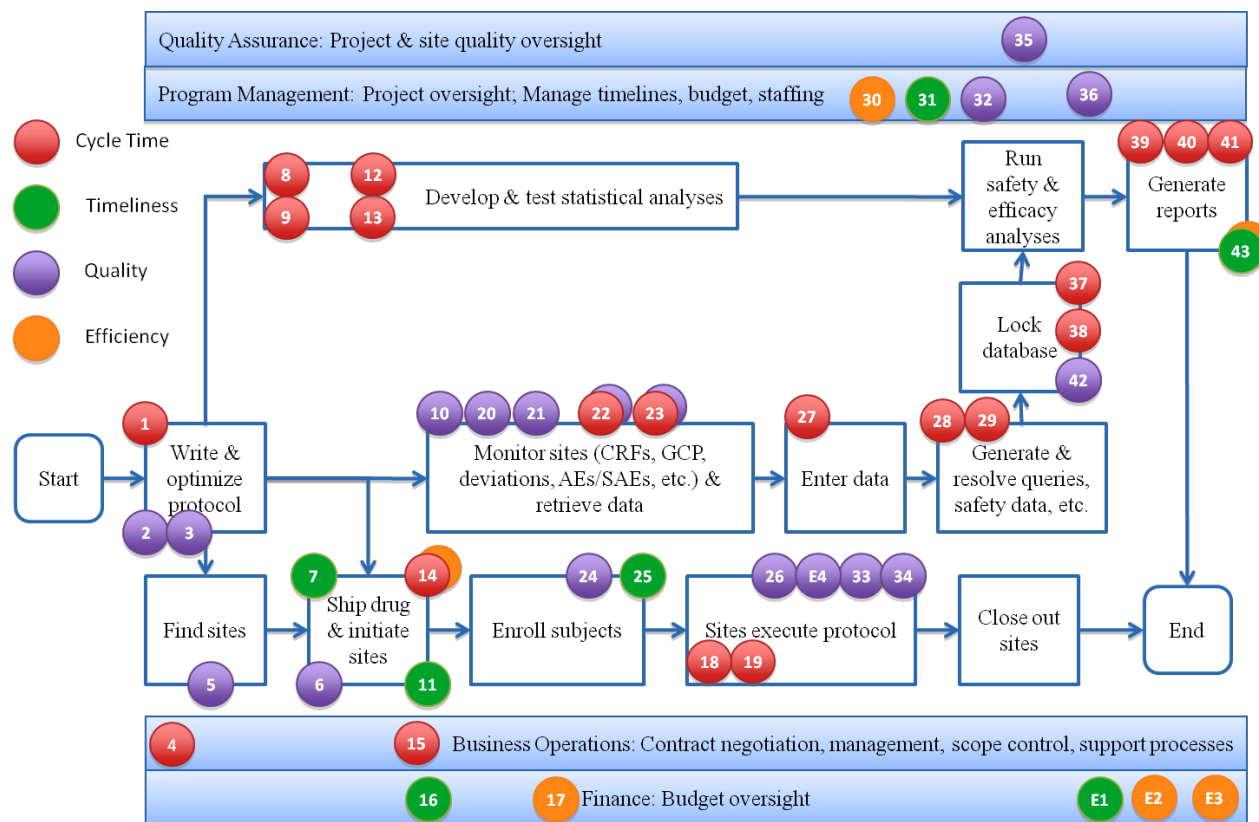 Quality Assurance: Project & site quality oversight
35
Program Management: Project oversight; Manage timelines, budget, staffing
30
31
32
36
Cycle Time
Timeliness
Quality
Efficiency
8
12
9
13
Develop & test statistical analyses
Run
safety &
efficacy
analyses
39
40
41
Generate
reports
43
37
38
42
Lock
database
Start
1
Write &
optimize
protocol
2
3
10
20
21
22
23
Monitor sites (CRFs, GCP,
deviations, AEs/SAEs, etc.) &
retrieve data
27
Enter data
28
29
Generate &
resolve queries,
safety data, etc.
Find sites
5
7
14
Ship drug
& initiate
sites
6
11
24
25
Enroll subjects
26
E4
33
34
Sites execute protocol
18
19
Close out
sites
End
4
15
Business Operations: Contract negotiation, management, scope control, support processes
16
17
Finance: Budget oversight
E1
E2
E3